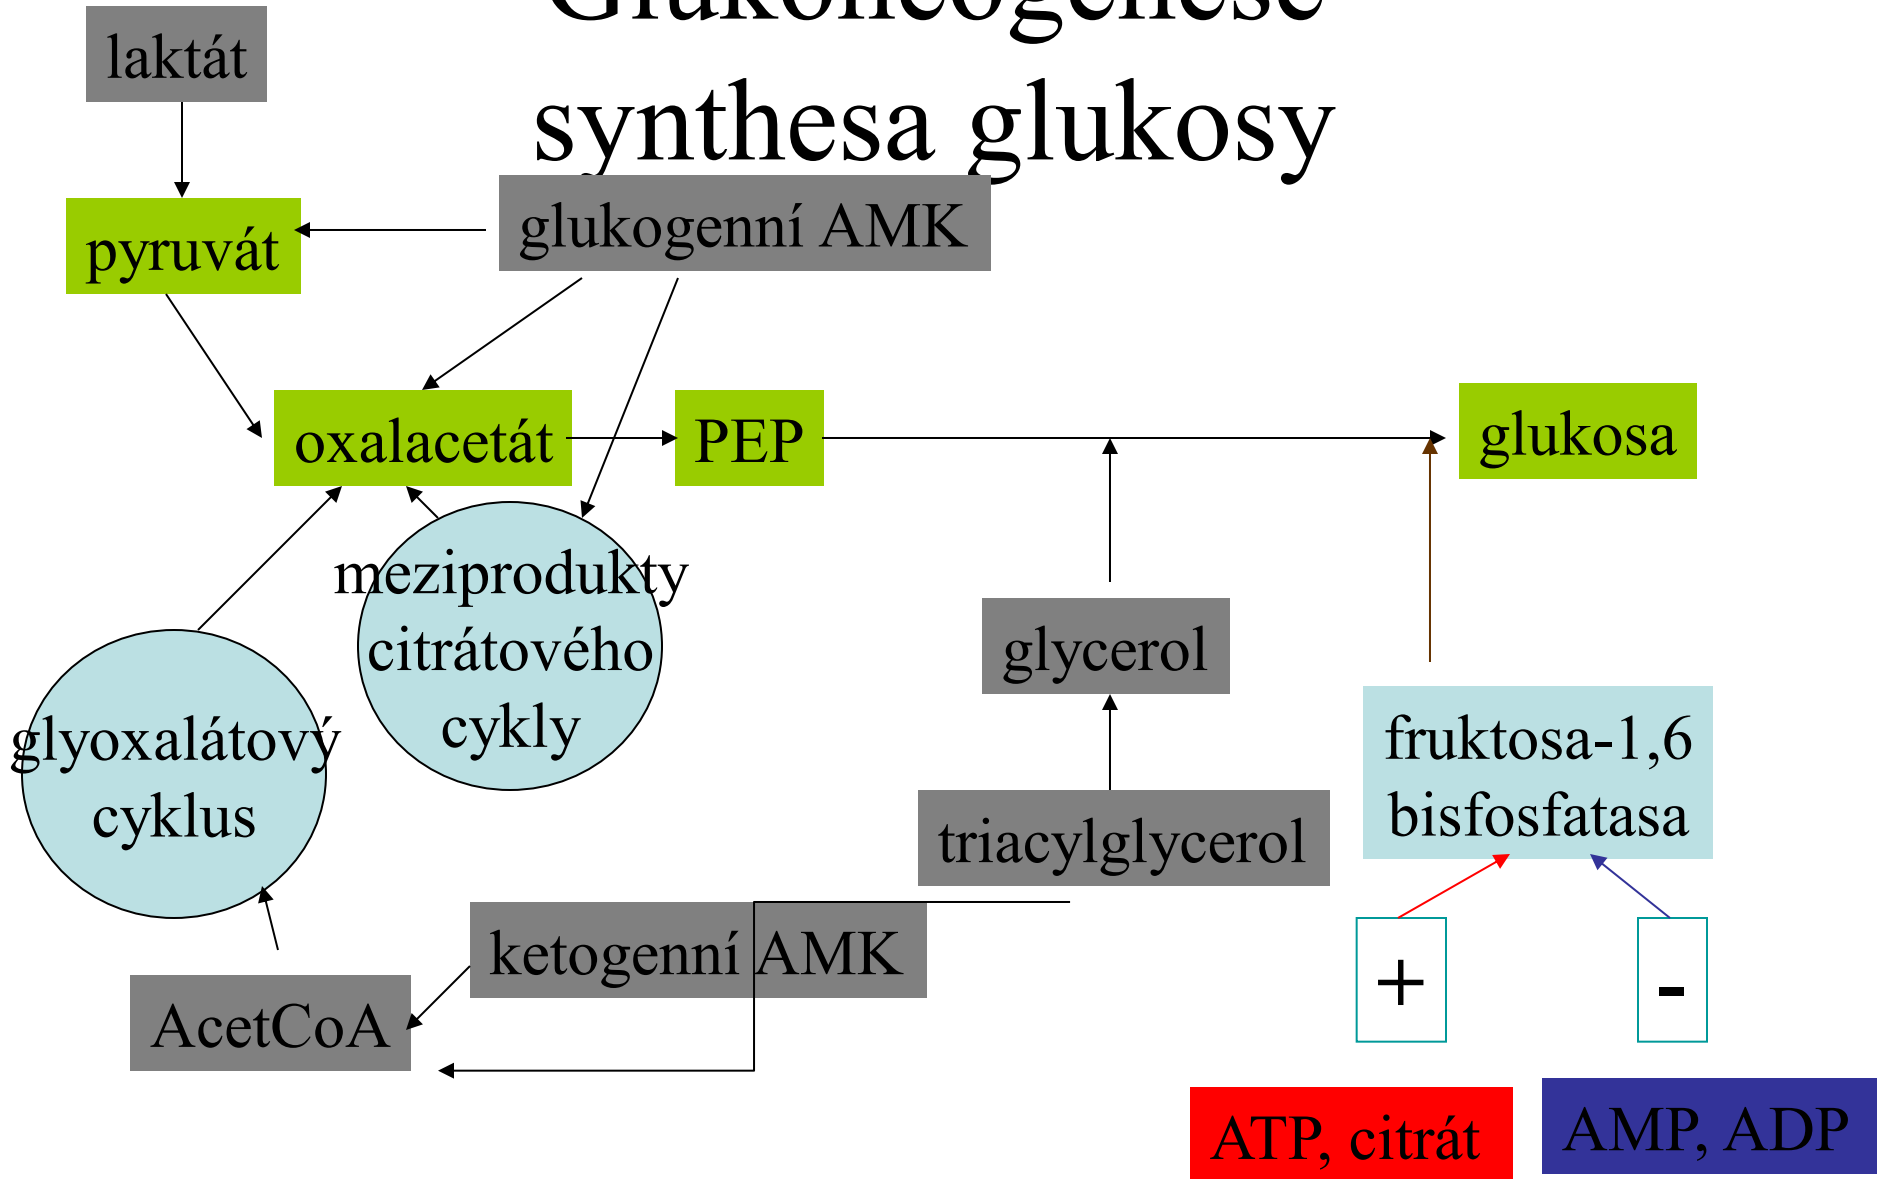 Glukoneogenese
synthesa glukosy
laktát
pyruvát
glukogenní AMK
oxalacetát
PEP
glukosa
meziprodukty
citrátového
cykly
glyoxalátový
cyklus
glycerol
triacylglycerol
fruktosa-1,6
bisfosfatasa
ketogenní AMK
AcetCoA
+
-
ATP, citrát
AMP, ADP